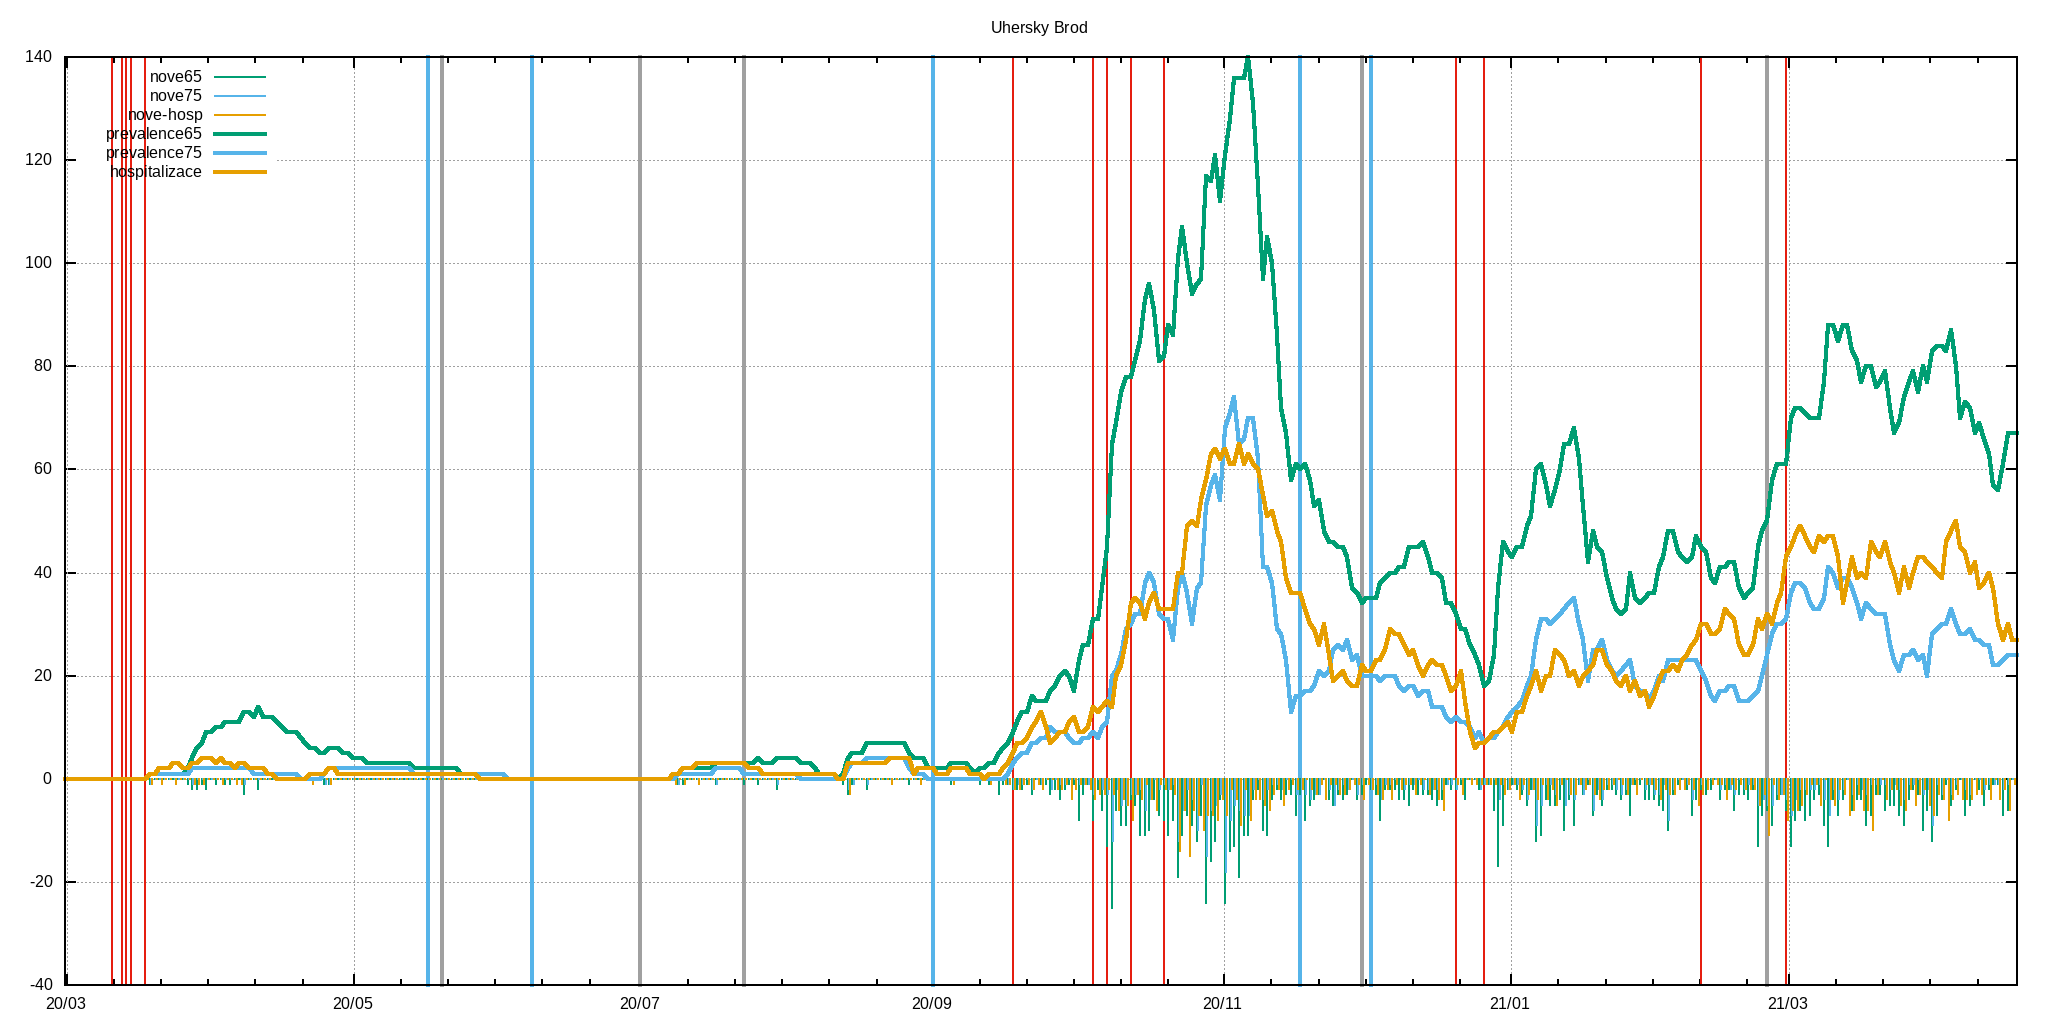 Uhersky Brod
140
120
100
80
60
40
20
0
-20
-40
nove65
nove75
nove-hosp
prevalence65
prevalence75
hospitalizace
20/03 20/05 20/07 20/09 20/11 21/01 21/03